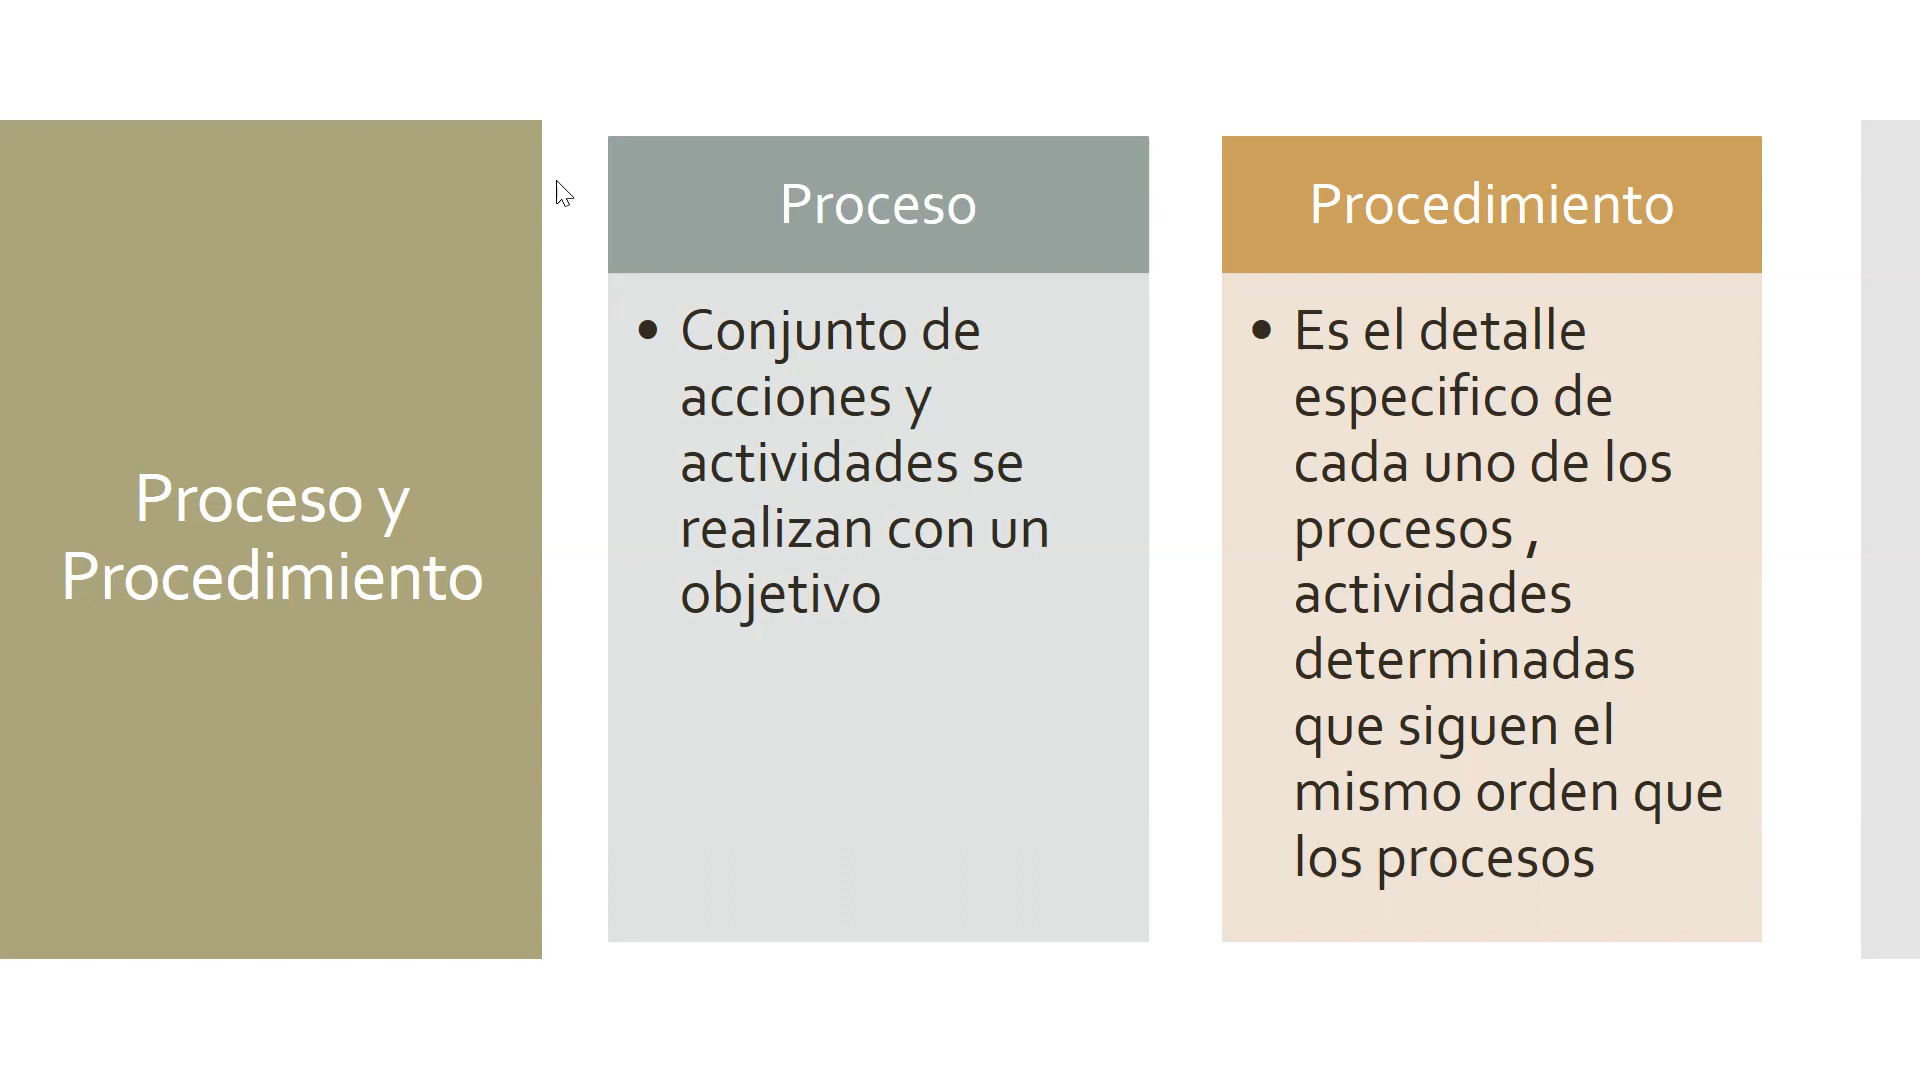 Proceso y
Procedimiento
Proceso
• Conjunto de
acciones y
actividades se
realizan con un
objetivo
Procedimiento
• Es el detalle
especifico de
cada uno de los
procesos ,
actividades
determinadas
que siguen el
mismo orden que
los procesos